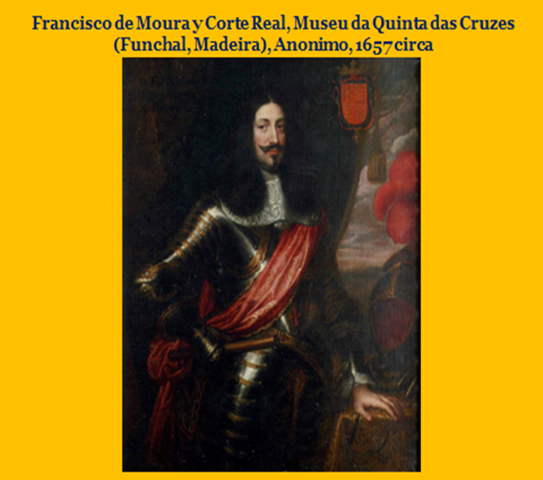 Francisco de Moura y Corte Real, Museu da Quinta das Cruzes
(Funchal, Madeira), Anonimo, 1657 circa